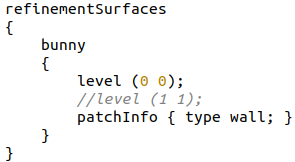 refinementSurfaces
{
    bunny
    {
        level (0 0);
        //level (1 1);
        patchInfo { type wall; }
    }
}